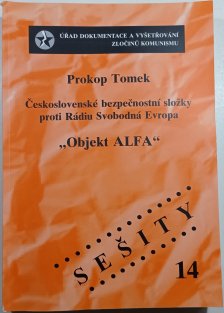 ÚŘAD DOKUMENTACE A VYŠETŘOVÁNÍ
ZLOČINŮ KOMUNISMU
Prokop Tomek
Československé bezpečnostní složky
proti Rádiu Svobodná Evropa
„Objekt ALFA“
SEŠITY
14